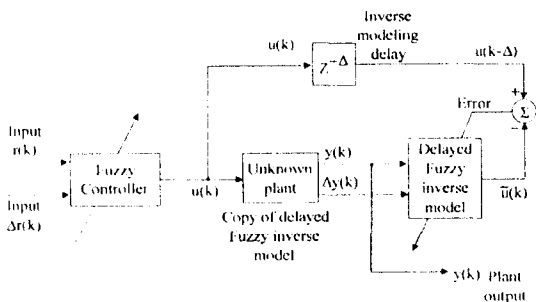 Inverse
modeling
delay
u(k)
Z−Δ
u(k-Δ)
+
Error
Σ
−
Input
r(k)
Fuzzy
Controller
u(k)
Unknown
plant
y(k)
Δy(k)
Delayed
Fuzzy
inverse
model
ū(k)
Input
Δr(k)
Copy of delayed
Fuzzy inverse
model
y(k)
Plant
output